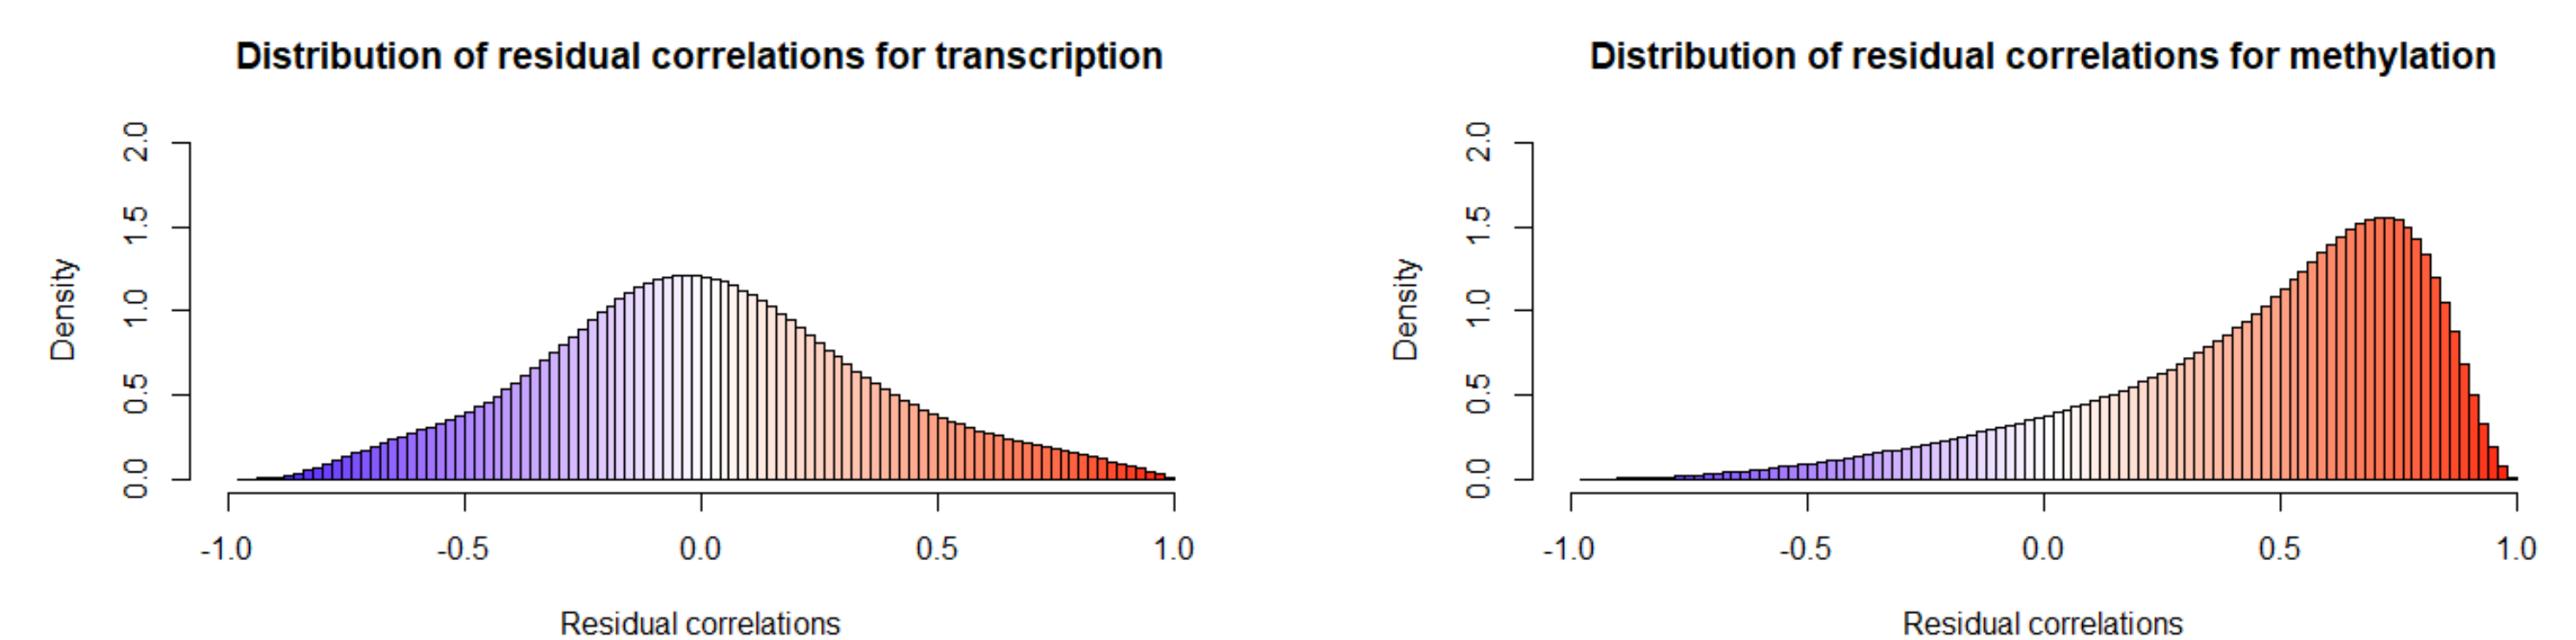 Distribution of residual correlations for transcription
Density
0.0 0.5 1.0 1.5 2.0
-1.0 -0.5 0.0 0.5 1.0
Residual correlations
Distribution of residual correlations for methylation
Density
0.0 0.5 1.0 1.5 2.0
-1.0 -0.5 0.0 0.5 1.0
Residual correlations